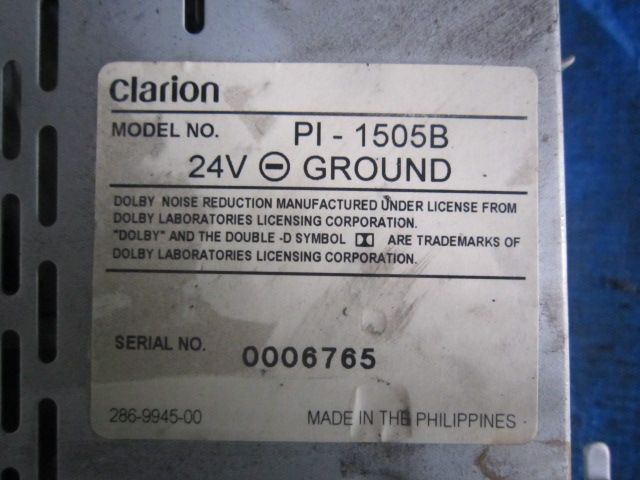 clarion
MODEL NO. PI - 1505B
24V ⊖ GROUND
DOLBY NOISE REDUCTION MANUFACTURED UNDER LICENSE FROM
DOLBY LABORATORIES LICENSING CORPORATION.
"DOLBY" AND THE DOUBLE -D SYMBOL ARE TRADEMARKS OF
DOLBY LABORATORIES LICENSING CORPORATION.
SERIAL NO. 0006765
286-9945-00 MADE IN THE PHILIPPINES